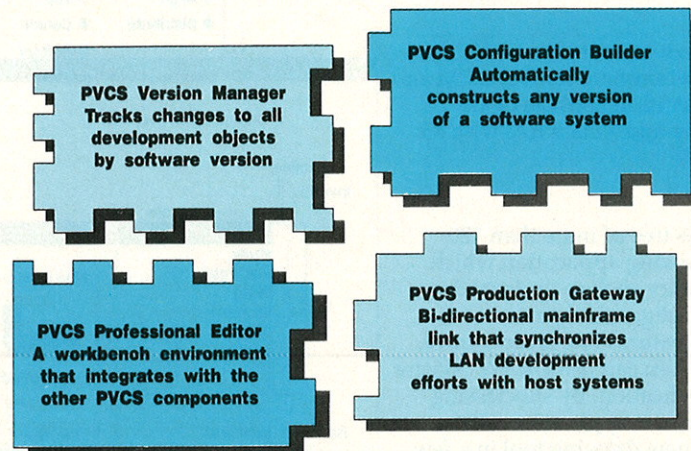 PVCS Version Manager
Tracks changes to all
development objects
by software version
PVCS Configuration Builder
Automatically
constructs any version
of a software system
PVCS Professional Editor
A workbench environment
that integrates with the
other PVCS components
PVCS Production Gateway
Bi-directional mainframe
link that synchronizes
LAN development
efforts with host systems